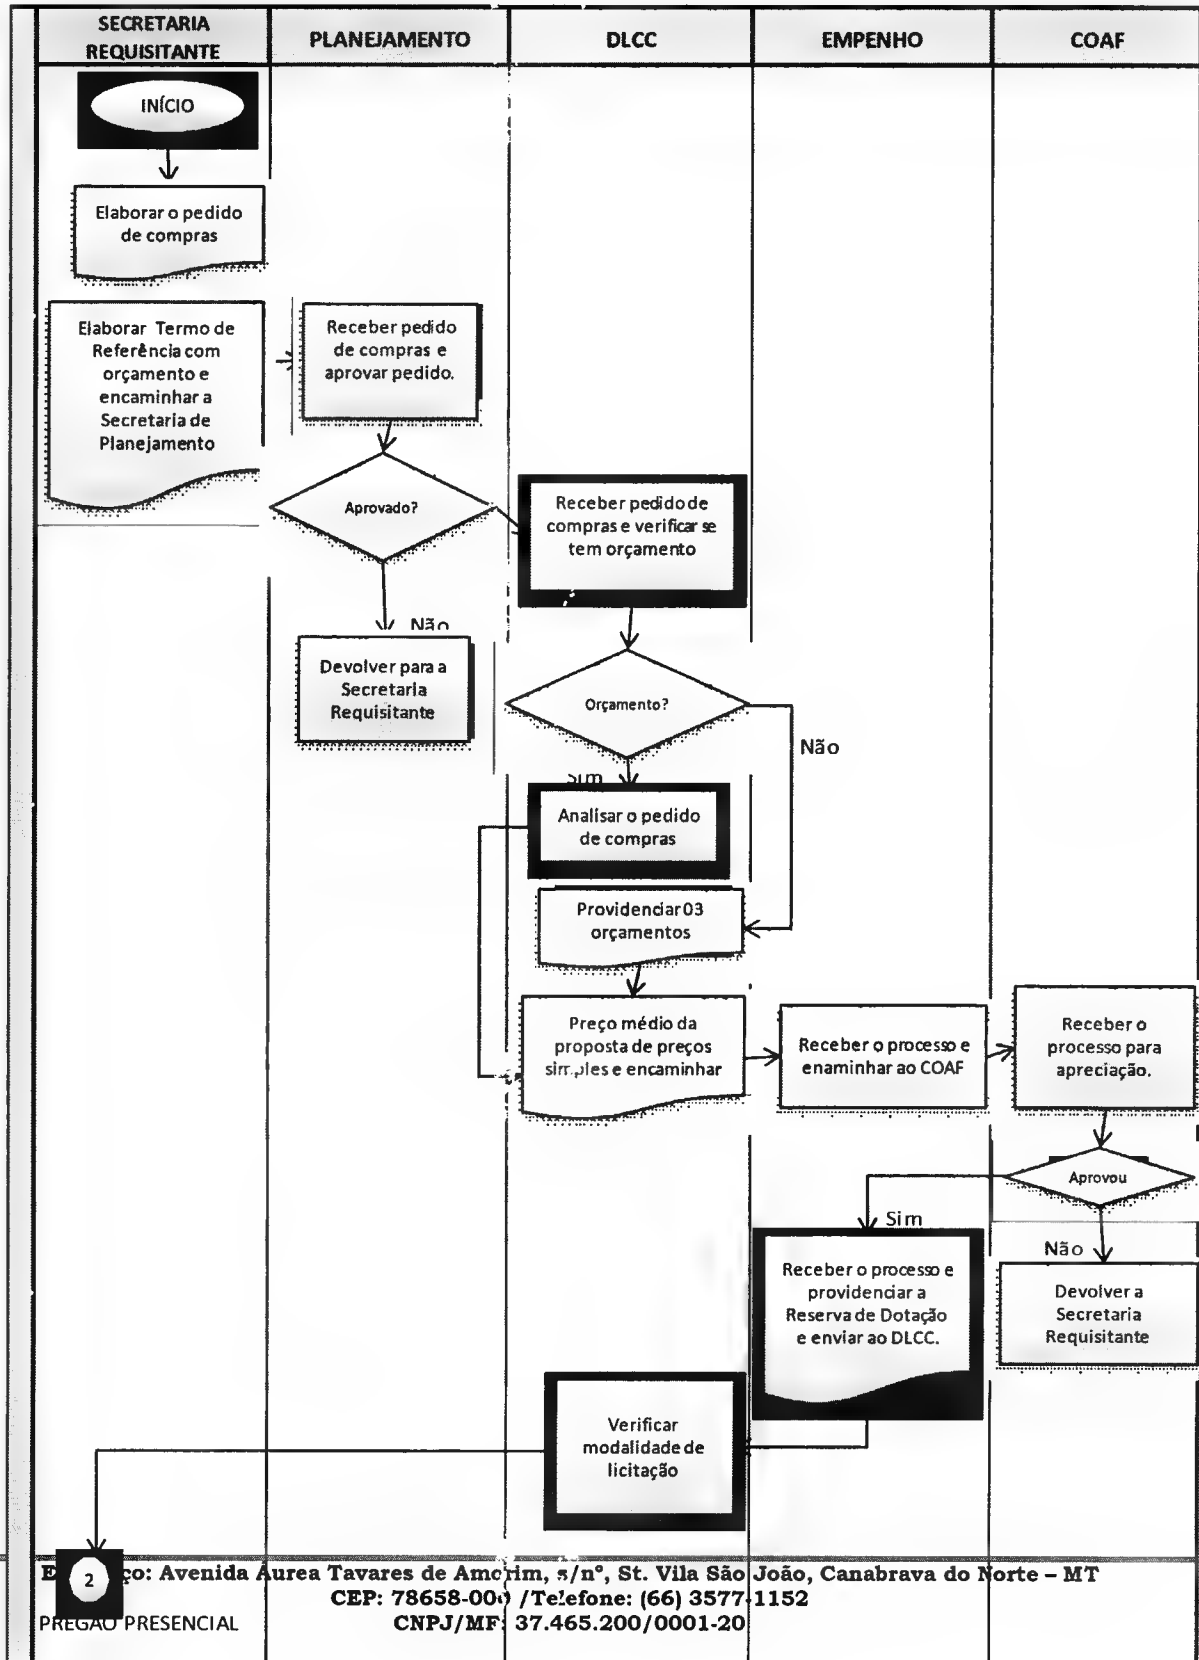 SECRETARIA
REQUISITANTE
PLANEJAMENTO
DLCC
EMPENHO
COAF
INÍCIO
Elaborar o pedido
de compras
Elaborar Termo de
Referência com
orçamento e
encaminhar a
Secretaria de
Planejamento
Receber pedido
de compras e
aprovar pedido.
Aprovado?
Receber pedido de
compras e verificar se
tem orçamento
Não
Devolver para a
Secretaria
Requisitante
Orçamento?
Não
Sim
Analisar o pedido
de compras
Providenciar 03
orçamentos
Preço médio da
proposta de preços
simples e encaminhar
Receber o processo e
enaminhar ao COAF
Receber o
processo para
apreciação.
Aprovou
Sim
Não
Receber o processo e
providenciar a
Reserva de Dotação
e enviar ao DLCC.
Devolver a
Secretaria
Requisitante
Verificar
modalidade de
licitação
2
Avenida Áurea Tavares de Amorim, s/nº, St. Vila São João, Canabrava do Norte – MT
CEP: 78658-000 /Telefone: (66) 3577-1152
PREGÃO PRESENCIAL
CNPJ/MF: 37.465.200/0001-20